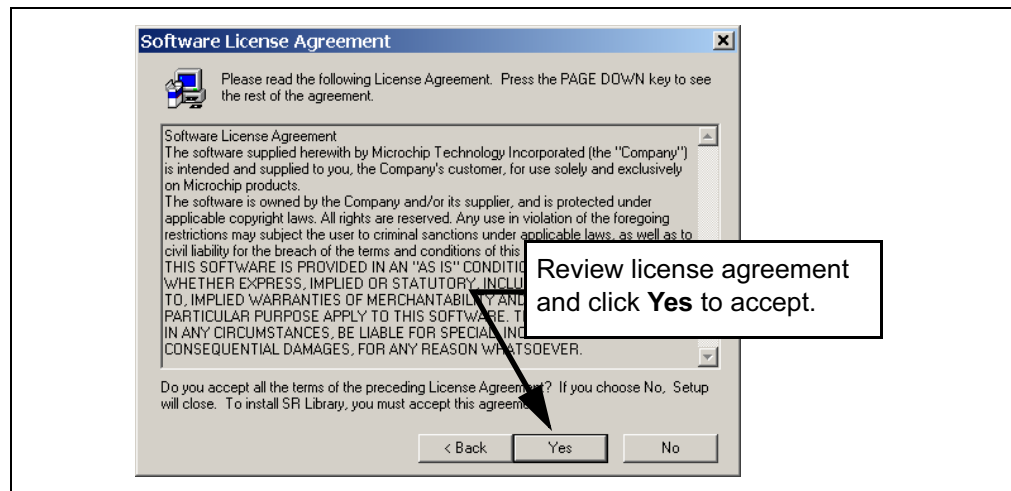 Software License Agreement
Please read the following License Agreement. Press the PAGE DOWN key to see
the rest of the agreement.
Software License Agreement
The software supplied herewith by Microchip Technology Incorporated (the "Company")
is intended and supplied to you, the Company's customer, for use solely and exclusively
on Microchip products.
The software is owned by the Company and/or its supplier, and is protected under
applicable copyright laws. All rights are reserved. Any use in violation of the foregoing
restrictions may subject the user to criminal sanctions under applicable laws, as well as to
civil liability for the breach of the terms and conditions of this
THIS SOFTWARE IS PROVIDED IN AN "AS IS"
WHETHER EXPRESS, IMPLIED OR STATUTORY,
TO, IMPLIED WARRANTIES OF MERCHANTABILITY AND
PARTICULAR PURPOSE APPLY TO THIS SOFTWARE.
IN ANY CIRCUMSTANCES, BE LIABLE FOR SPECIAL,
CONSEQUENTIAL DAMAGES, FOR ANY REASON WHATSOEVER.
Review license agreement
and click Yes to accept.
Do you accept all the terms of the preceding License Agreement? If you choose No, Setup
will close. To install SR Library, you must accept this
< Back Yes No